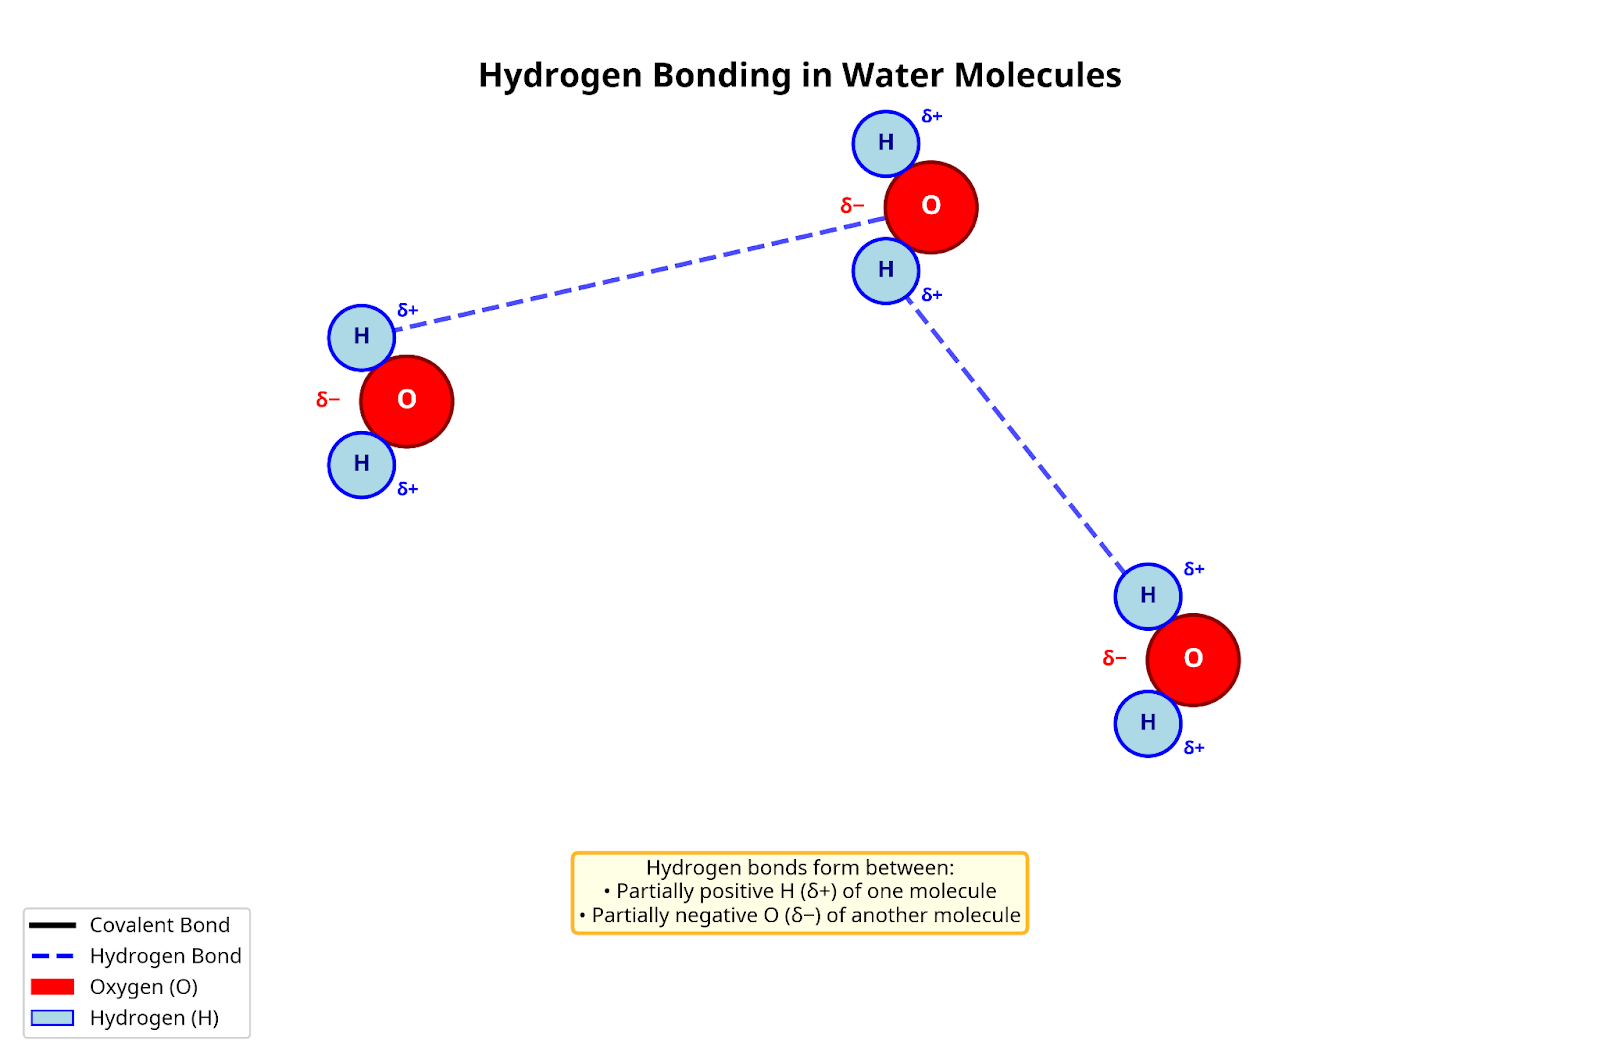 Hydrogen Bonding in Water Molecules
H
δ+
δ−
O
H
δ+
H
δ+
δ−
O
H
δ+
H
δ+
δ−
O
H
δ+
Hydrogen bonds form between:
• Partially positive H (δ+) of one molecule
• Partially negative O (δ−) of another molecule
Covalent Bond
Hydrogen Bond
Oxygen (O)
Hydrogen (H)